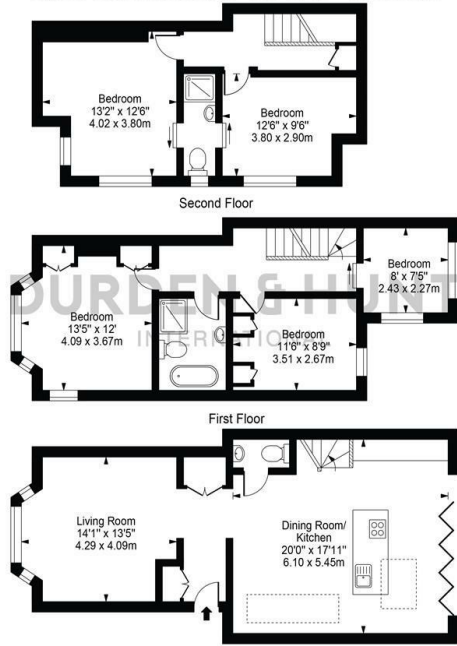 Bedroom
13'2" x 12'6"
4.02 x 3.80m
Bedroom
12'6" x 9'6"
3.80 x 2.90m
Second Floor
DURDEN & HUNT
INTERNATIONAL
Bedroom
13'5" x 12'
4.09 x 3.67m
Bedroom
11'6" x 8'9"
3.51 x 2.67m
Bedroom
8' x 7'5"
2.43 x 2.27m
First Floor
Living Room
14'1" x 13'5"
4.29 x 4.09m
Dining Room/
Kitchen
20'0" x 17'11"
6.10 x 5.45m